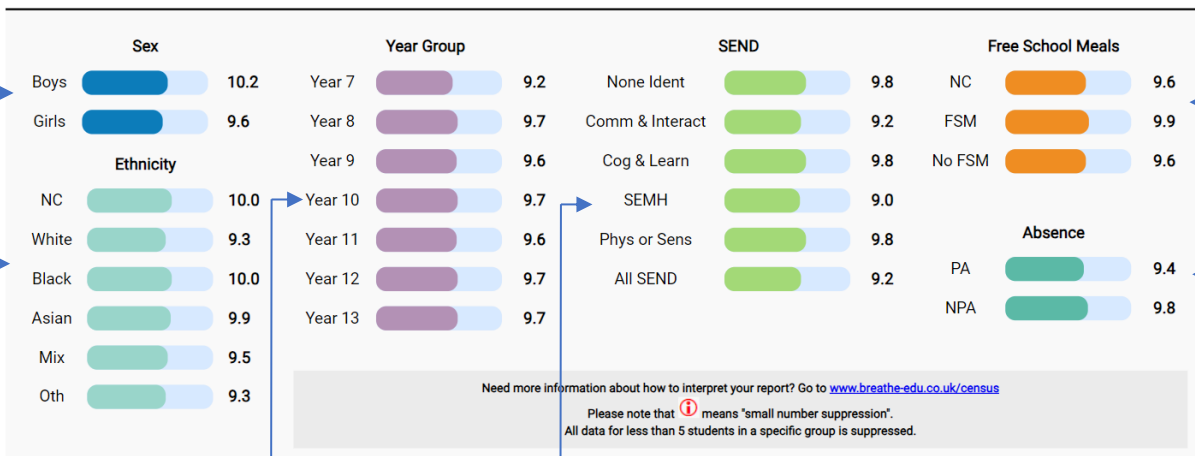 Sex
Boys 10.2
Girls 9.6
Ethnicity
NC 10.0
White 9.3
Black 10.0
Asian 9.9
Mix 9.5
Oth 9.3
Year Group
Year 7 9.2
Year 8 9.7
Year 9 9.6
Year 10 9.7
Year 11 9.6
Year 12 9.7
Year 13 9.7
SEND
None Ident 9.8
Comm & Interact 9.2
Cog & Learn 9.8
SEMH 9.0
Phys or Sens 9.8
All SEND 9.2
Free School Meals
NC 9.6
FSM 9.9
No FSM 9.6
Absence
PA 9.4
NPA 9.8
Need more information about how to interpret your report? Go to www.breathe-edu.co.uk/census
Please note that i means "small number suppression".
All data for less than 5 students in a specific group is suppressed.